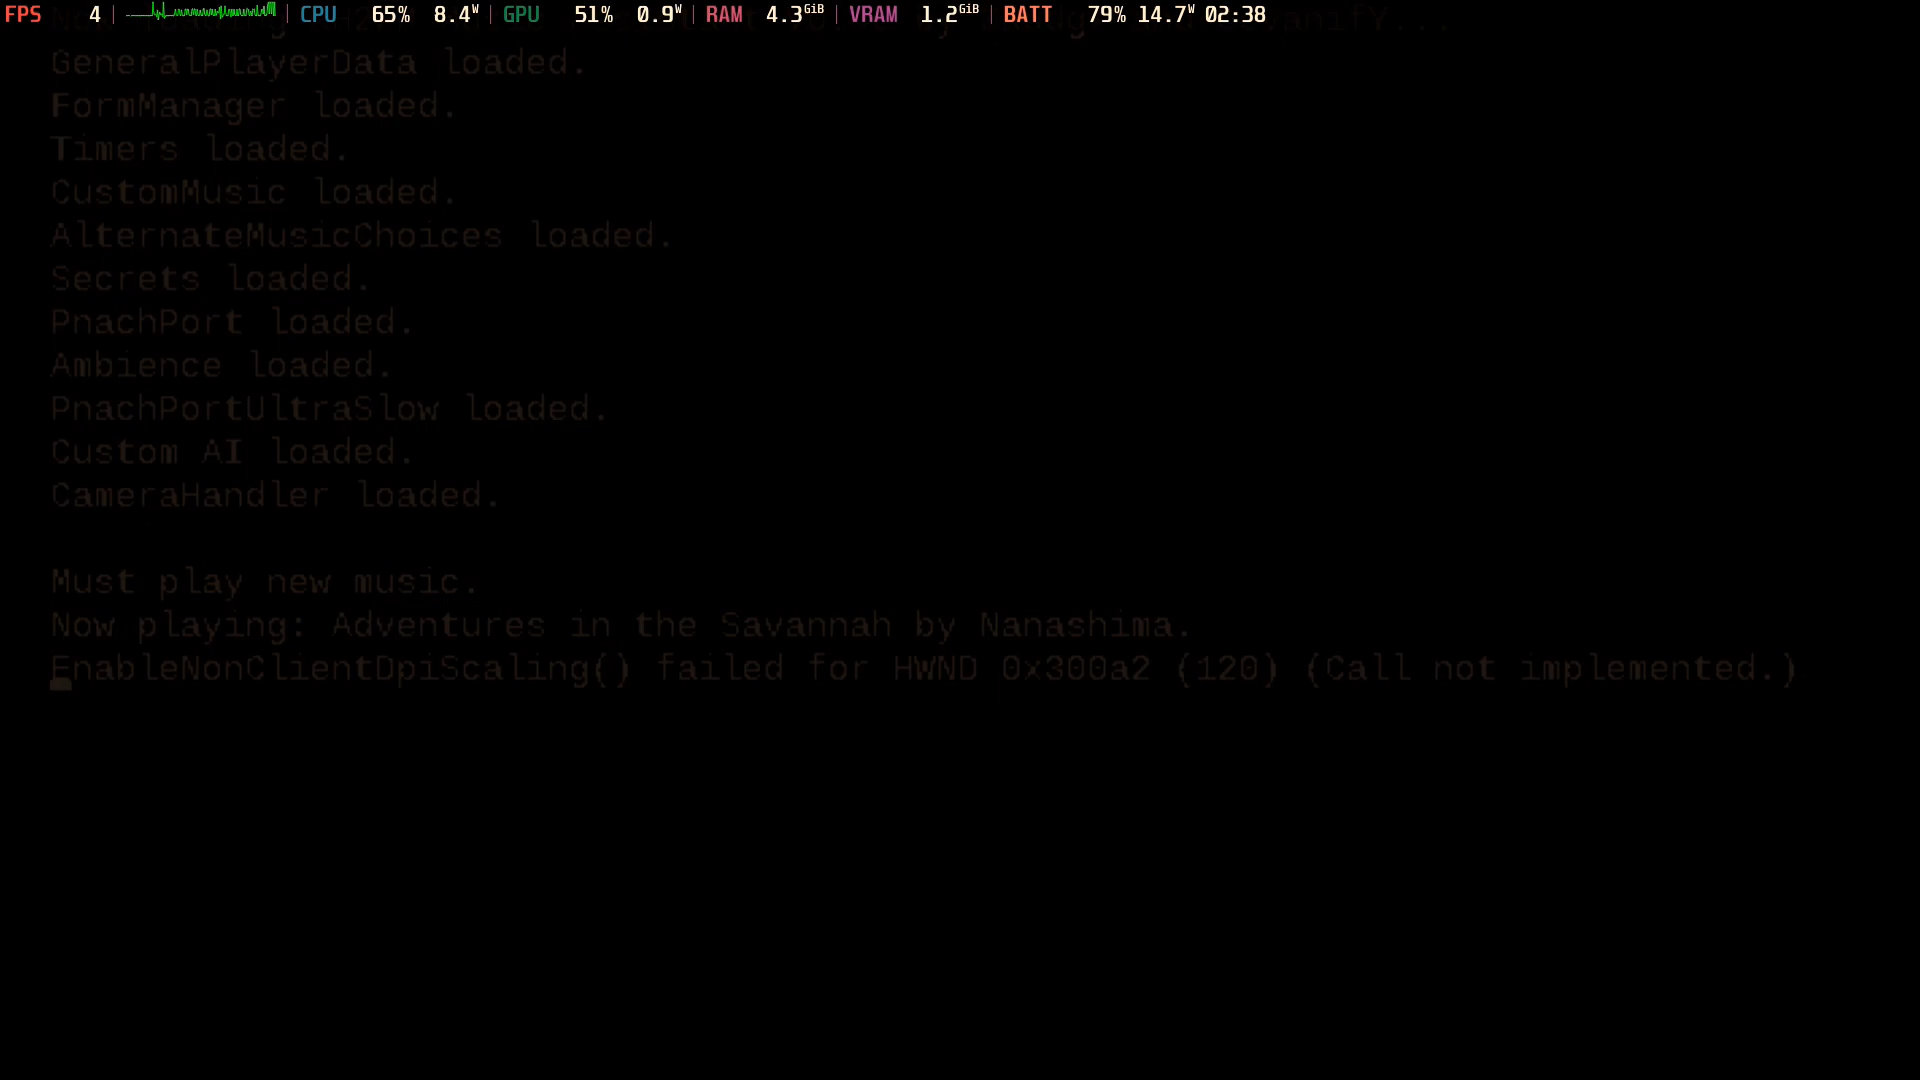 FPS 4 CPU 65% 8.4W GPU 51% 0.9W RAM 4.3GiB VRAM 1.2GiB BATT 79% 14.7W 02:38
GeneralPlayerData loaded.
FormManager loaded.
Timers loaded.
CustomMusic loaded.
AlternateMusicChoices loaded.
Secrets loaded.
PnachPort loaded.
Ambience loaded.
PnachPortUltraSlow loaded.
Custom AI loaded.
CameraHandler loaded.
Must play new music.
Now playing: Adventures in the Savannah by Nanashima.
EnableNonClientDpiScaling() failed for HWND 0x300a2 (120) (Call not implemented.)